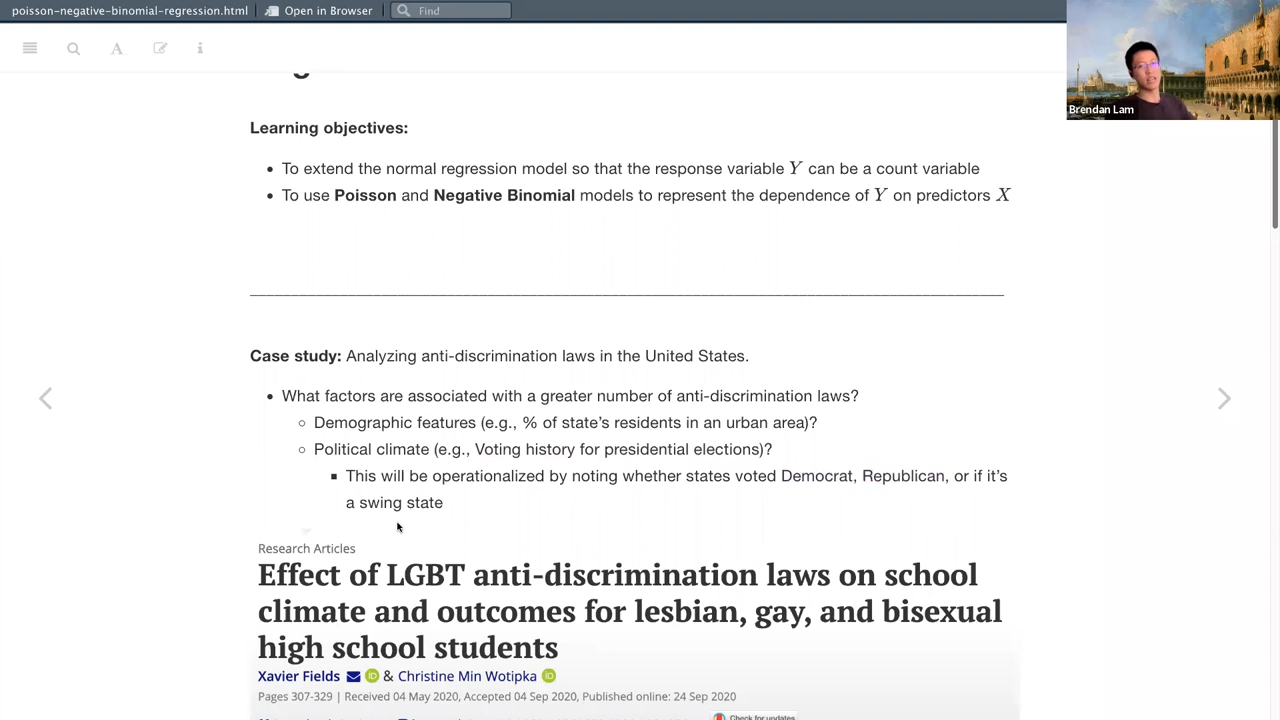 poisson-negative-binomial-regression.html
Open in Browser
Find
Brendan Lam
Learning objectives:
• To extend the normal regression model so that the response variable Y can be a count variable
• To use Poisson and Negative Binomial models to represent the dependence of Y on predictors X
Case study: Analyzing anti-discrimination laws in the United States.
• What factors are associated with a greater number of anti-discrimination laws?
○ Demographic features (e.g., % of state's residents in an urban area)?
○ Political climate (e.g., Voting history for presidential elections)?
▪ This will be operationalized by noting whether states voted Democrat, Republican, or if it's
a swing state
Research Articles
Effect of LGBT anti-discrimination laws on school
climate and outcomes for lesbian, gay, and bisexual
high school students
Xavier Fields iD & Christine Min Wotipka iD
Pages 307-329 | Received 04 May 2020, Accepted 04 Sep 2020, Published online: 24 Sep 2020
Check for updates